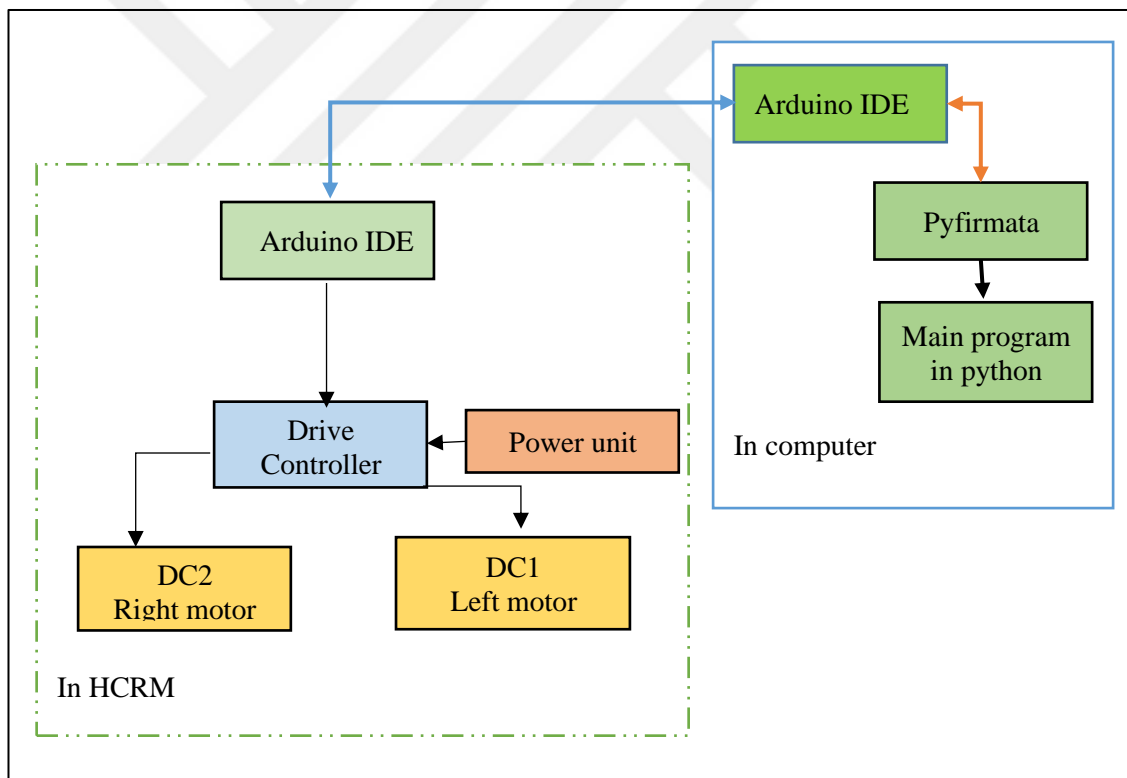 Arduino IDE
Pyfirmata
Main program
in python
In computer
Arduino IDE
Drive
Controller
Power unit
DC2
Right motor
DC1
Left motor
In HCRM